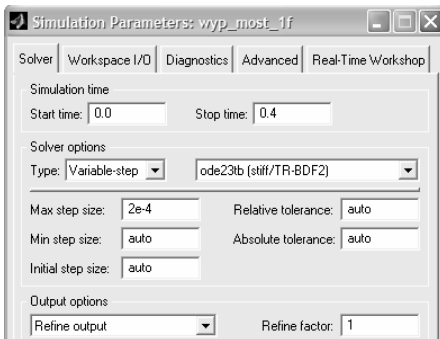 Simulation Parameters: wyp_most_1f
Solver Workspace I/O Diagnostics Advanced Real-Time Workshop
Simulation time
Start time: 0.0 Stop time: 0.4
Solver options
Type: Variable-step ode23tb (stiff/TR-BDF2)
Max step size: 2e-4 Relative tolerance: auto
Min step size: auto Absolute tolerance: auto
Initial step size: auto
Output options
Refine output Refine factor: 1